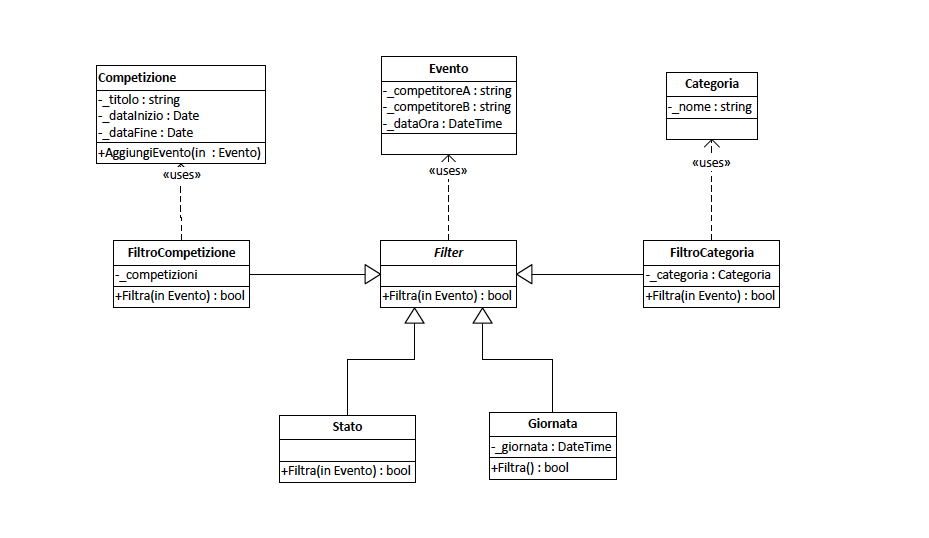 Competizione
-_titolo : string
-_dataInizio : Date
-_dataFine : Date
+AggiungiEvento(in  : Evento)
«uses»
Evento
-_competitoreA : string
-_competitoreB : string
-_dataOra : DateTime
«uses»
Categoria
-_nome : string
«uses»
FiltroCompetizione
-_competizioni
+Filtra(in Evento) : bool
Filter
+Filtra(in Evento) : bool
FiltroCategoria
-_categoria : Categoria
+Filtra(in Evento) : bool
Stato
+Filtra(in Evento) : bool
Giornata
-_giornata : DateTime
+Filtra() : bool